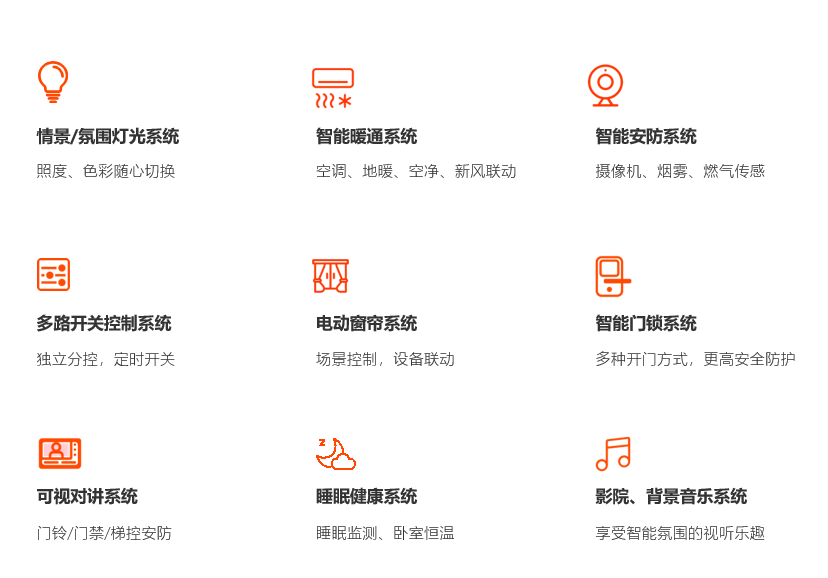 情景/氛围灯光系统
照度、色彩随心切换
智能暖通系统
空调、地暖、空净、新风联动
智能安防系统
摄像机、烟雾、燃气传感
多路开关控制系统
独立分控，定时开关
电动窗帘系统
场景控制，设备联动
智能门锁系统
多种开门方式，更高安全防护
可视对讲系统
门铃/门禁/梯控安防
z
睡眠健康系统
睡眠监测、卧室恒温
影院、背景音乐系统
享受智能氛围的视听乐趣